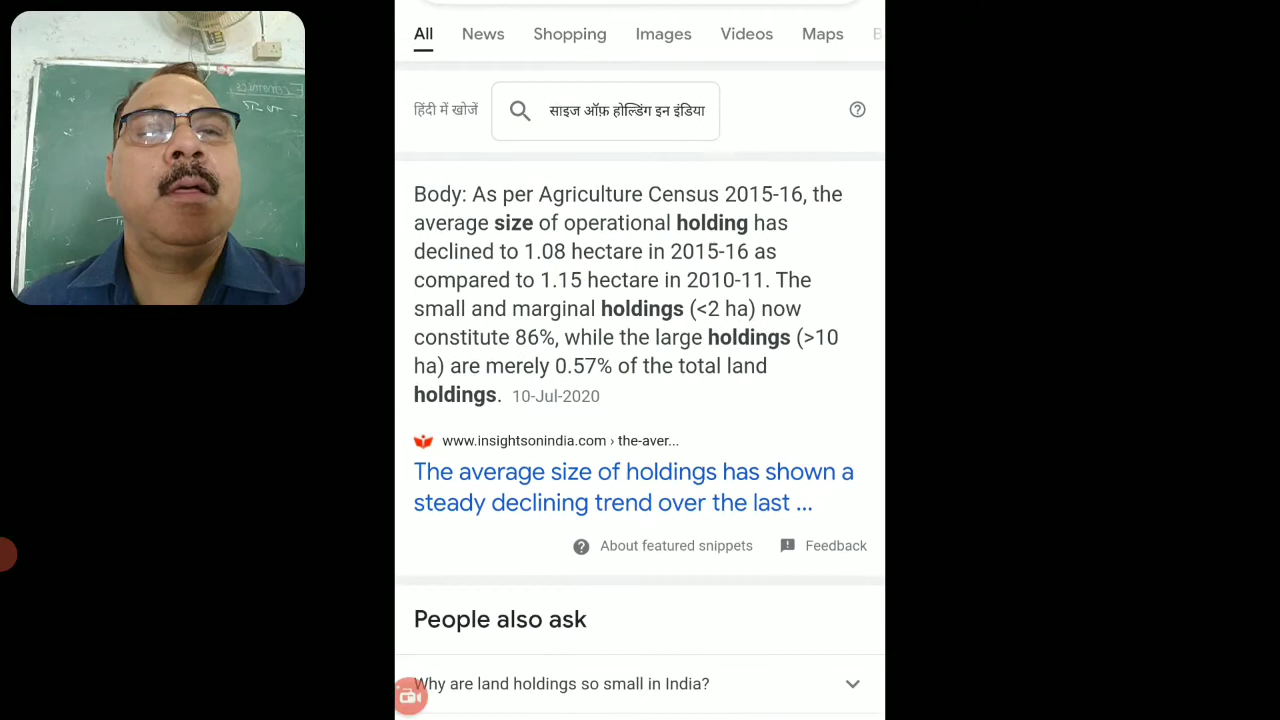 Economics
All News Shopping Images Videos Maps B
हिंदी में खोजें साइज ऑफ़ होल्डिंग इन इंडिया
Body: As per Agriculture Census 2015-16, the
average size of operational holding has
declined to 1.08 hectare in 2015-16 as
compared to 1.15 hectare in 2010-11. The
small and marginal holdings (<2 ha) now
constitute 86%, while the large holdings (>10
ha) are merely 0.57% of the total land
holdings. 10-Jul-2020
www.insightsonindia.com › the-aver...
The average size of holdings has shown a
steady declining trend over the last ...
About featured snippets Feedback
People also ask
Why are land holdings so small in India?